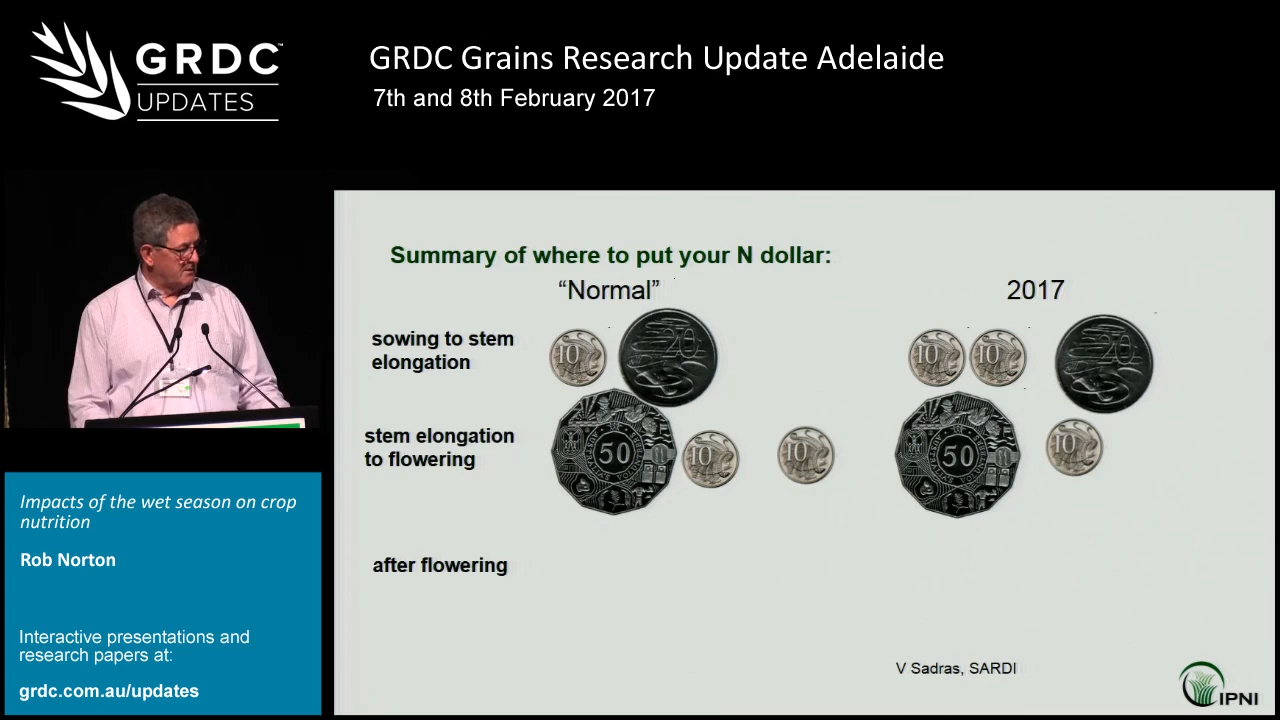 GRDC™
UPDATES
GRDC Grains Research Update Adelaide
7th and 8th February 2017
Summary of where to put your N dollar:
“Normal”
2017
sowing to stem
elongation
10
20
10
10
20
stem elongation
to flowering
50
10
10
50
10
after flowering
V Sadras, SARDI
IPNI
Impacts of the wet season on crop
nutrition
Rob Norton
Interactive presentations and
research papers at:
grdc.com.au/updates